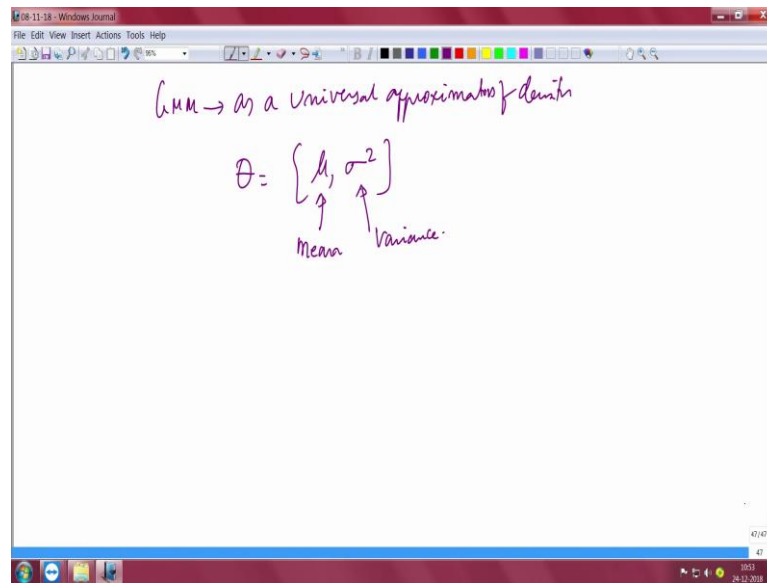 08-11-18 - Windows Journal
File Edit View Insert Actions Tools Help
GMM → as a universal approximator of
θ = { μ, σ² }
Mean Variance.
47/47
47
10:53
24-12-2018